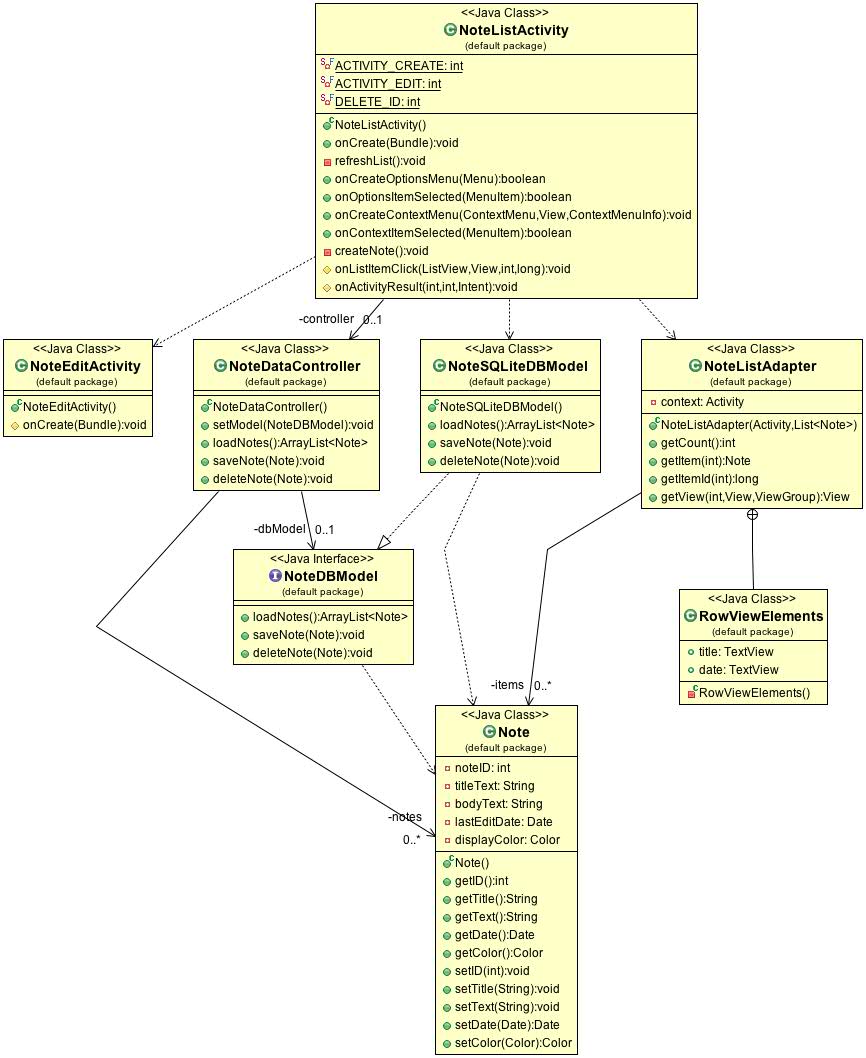 <<Java Class>>
NoteListActivity
(default package)
ACTIVITY_CREATE: int
ACTIVITY_EDIT: int
DELETE_ID: int
NoteListActivity()
onCreate(Bundle):void
refreshList():void
onCreateOptionsMenu(Menu):boolean
onOptionsItemSelected(MenuItem):boolean
onCreateContextMenu(ContextMenu,View,ContextMenuInfo):void
onContextItemSelected(MenuItem):boolean
createNote():void
onListItemClick(ListView,View,int,long):void
onActivityResult(int,int,Intent):void
-controller 0..1
<<Java Class>>
NoteEditActivity
(default package)
NoteEditActivity()
onCreate(Bundle):void
<<Java Class>>
NoteDataController
(default package)
NoteDataController()
setModel(NoteDBModel):void
loadNotes():ArrayList<Note>
saveNote(Note):void
deleteNote(Note):void
<<Java Class>>
NoteSQLiteDBModel
(default package)
NoteSQLiteDBModel()
loadNotes():ArrayList<Note>
saveNote(Note):void
deleteNote(Note):void
<<Java Class>>
NoteListAdapter
(default package)
context: Activity
NoteListAdapter(Activity,List<Note>)
getCount():int
getItem(int):Note
getItemId(int):long
getView(int,View,ViewGroup):View
-dbModel 0..1
<<Java Interface>>
NoteDBModel
(default package)
loadNotes():ArrayList<Note>
saveNote(Note):void
deleteNote(Note):void
<<Java Class>>
RowViewElements
(default package)
title: TextView
date: TextView
RowViewElements()
-items 0..*
<<Java Class>>
Note
(default package)
noteID: int
titleText: String
bodyText: String
lastEditDate: Date
displayColor: Color
-notes
0..*
Note()
getID():int
getTitle():String
getText():String
getDate():Date
getColor():Color
setID(int):void
setTitle(String):void
setText(String):void
setDate(Date):Date
setColor(Color):Color